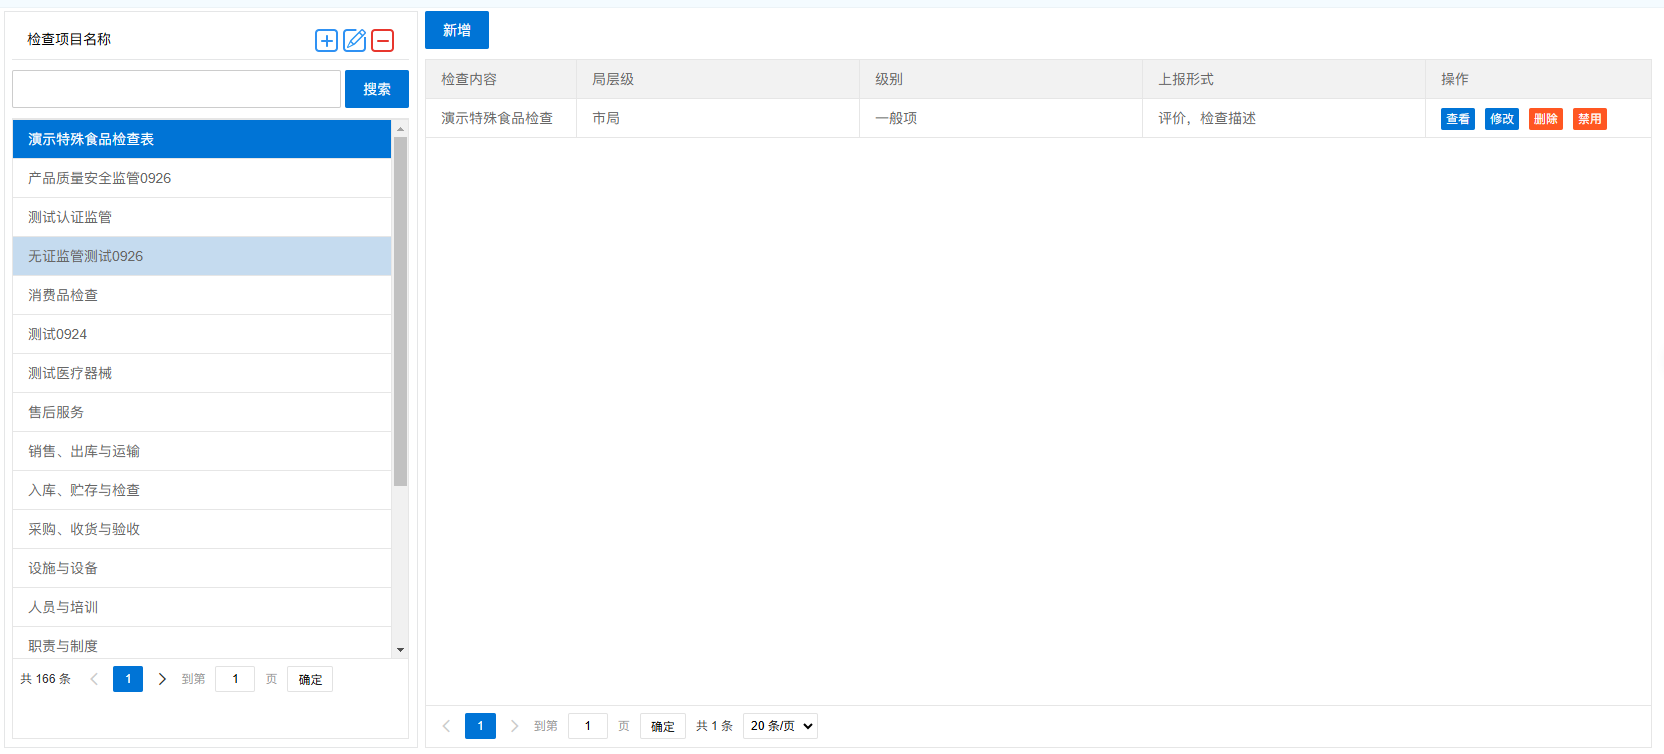 检查项目名称
搜索
演示特殊食品检查表
产品质量安全监管0926
测试认证监管
无证监管测试0926
消费品检查
测试0924
测试医疗器械
售后服务
销售、出库与运输
入库、贮存与检查
采购、收货与验收
设施与设备
人员与培训
职责与制度
共 166 条 1 到第 1 页 确定
新增
检查内容 局层级 级别 上报形式 操作
演示特殊食品检查 市局 一般项 评价，检查描述 查看 修改 删除 禁用
1 到第 1 页 确定 共 1 条 20 条/页